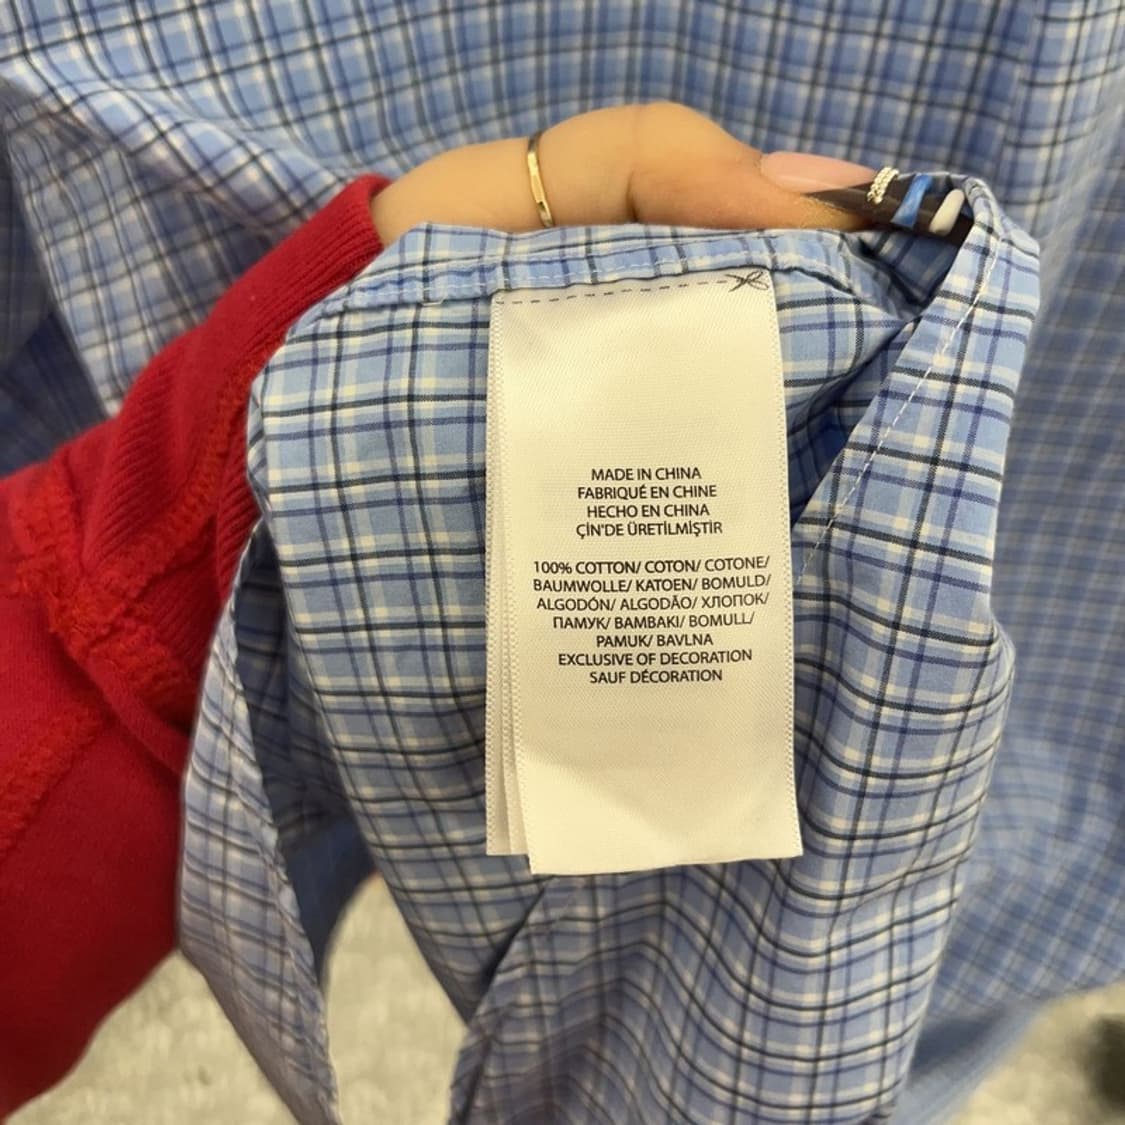 MADE IN CHINA
FABRIQUÉ EN CHINE
HECHO EN CHINA
ÇİN'DE ÜRETİLMİŞTİR
100% COTTON/ COTON/ COTONE/
BAUMWOLLE/ KATOEN/ BOMULD/
ALGODÓN/ ALGODÃO/ ХЛОПОК/
ПАМУК/ BAMBAKI/ BOMULL/
PAMUK/ BAVLNA
EXCLUSIVE OF DECORATION
SAUF DÉCORATION